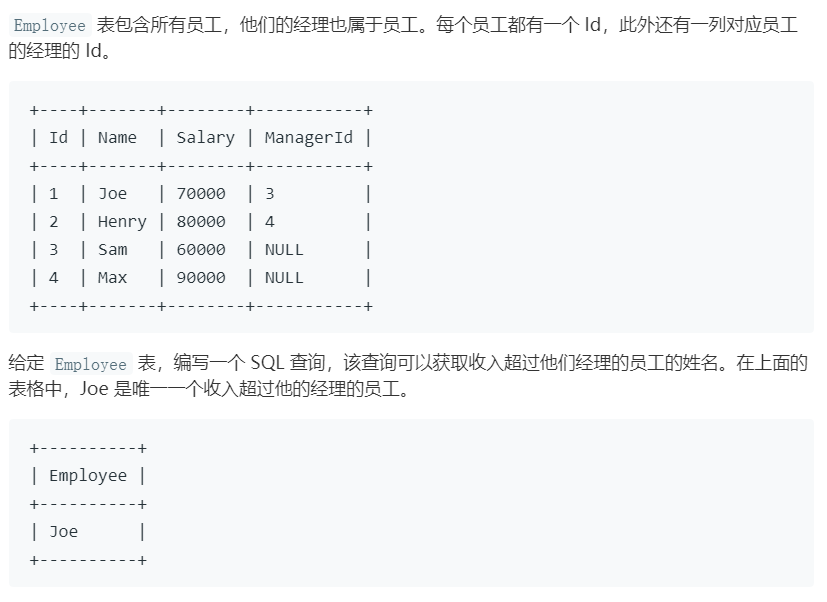 Employee 表包含所有员工，他们的经理也属于员工。每个员工都有一个 Id，此外还有一列对应员工
的经理的 Id。
+----+-------+--------+-----------+
| Id | Name  | Salary | ManagerId |
+----+-------+--------+-----------+
| 1  | Joe   | 70000  | 3         |
| 2  | Henry | 80000  | 4         |
| 3  | Sam   | 60000  | NULL      |
| 4  | Max   | 90000  | NULL      |
+----+-------+--------+-----------+
给定 Employee 表，编写一个 SQL 查询，该查询可以获取收入超过他们经理的员工的姓名。在上面的
表格中，Joe 是唯一一个收入超过他的经理的员工。
+----------+
| Employee |
+----------+
| Joe      |
+----------+